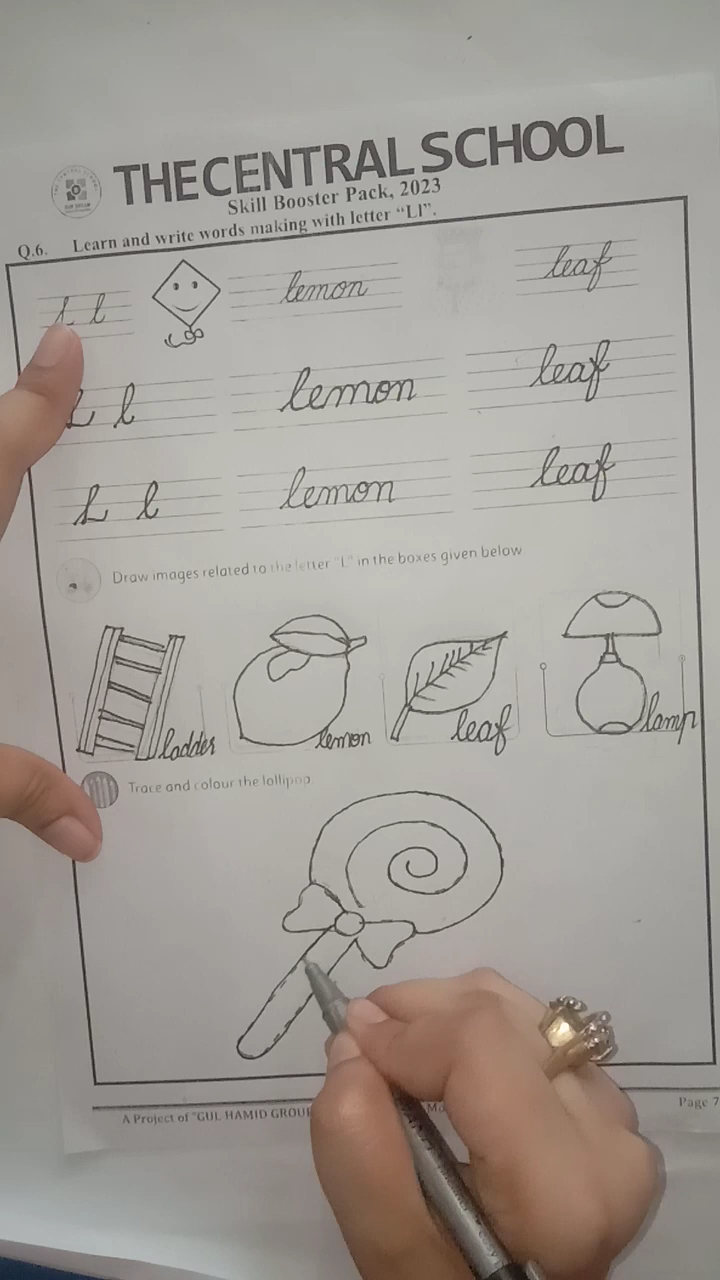 THE CENTRAL SCHOOL
Skill Booster Pack, 2023
Q.6. Learn and write words making with letter “Ll”.
L l lemon leaf
L l lemon leaf
L l lemon leaf
Draw images related to the letter "L" in the boxes given below
ladder lemon leaf lamp
Trace and colour the lollipop.
A Project of "GUL HAMID GROUP
Page 7